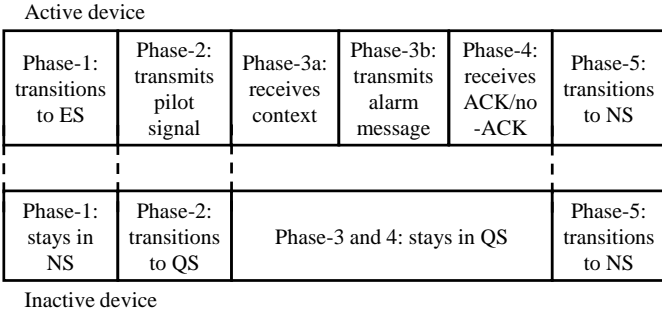 Active device
Phase-1:
transitions
to ES
Phase-2:
transmits
pilot
signal
Phase-3a:
receives
context
Phase-3b:
transmits
alarm
message
Phase-4:
receives
ACK/no
-ACK
Phase-5:
transitions
to NS
Phase-1:
stays in
NS
Phase-2:
transitions
to QS
Phase-3 and 4: stays in QS
Phase-5:
transitions
to NS
Inactive device